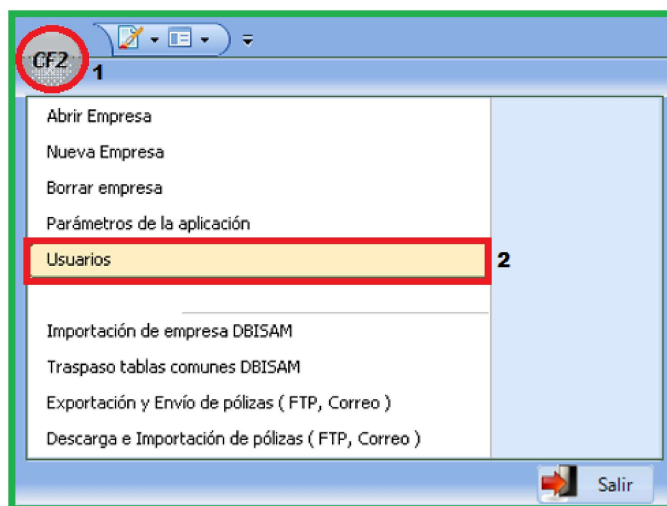 CF2
1
Abrir Empresa
Nueva Empresa
Borrar empresa
Parámetros de la aplicación
Usuarios
2
Importación de empresa DBISAM
Traspaso tablas comunes DBISAM
Exportación y Envío de pólizas ( FTP, Correo )
Descarga e Importación de pólizas ( FTP, Correo )
Salir